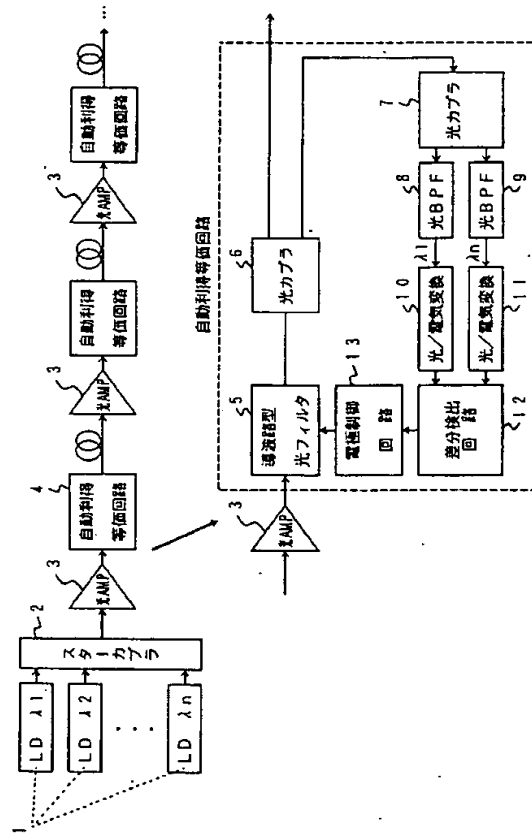 1
LD λ1
LD λ2
・・・
LD λn
2
スターカプラ
3
光AMP
4
自動利得
等価回路
3
光AMP
自動利得
等価回路
3
光AMP
自動利得
等価回路
・・・
自動利得等価回路
3
光AMP
5
導波路型
光フィルタ
6
光カプラ
7
光カプラ
13
電極制御
回路
12
差分検出
回路
10
光/電気変換
λ1
8
光BPF
11
光/電気変換
λn
9
光BPF